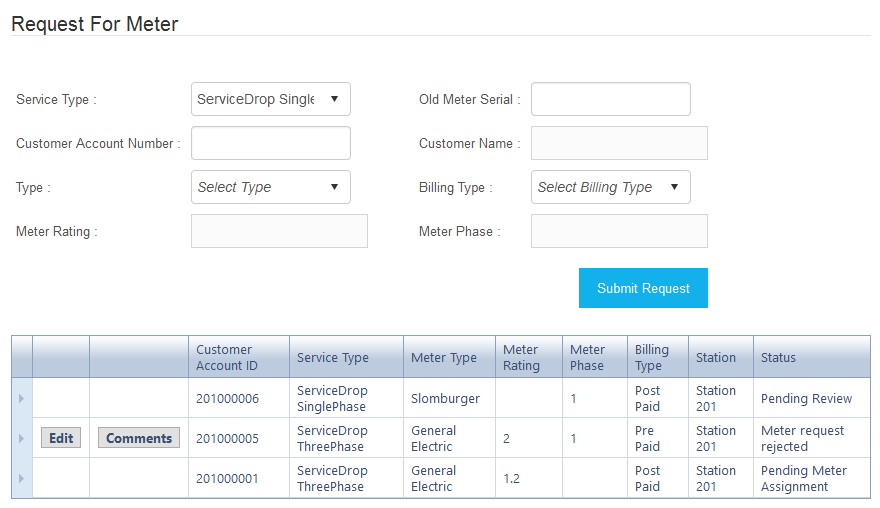 Request For Meter
Service Type :
ServiceDrop Single
Old Meter Serial :
Customer Account Number :
Customer Name :
Type :
Select Type
Billing Type :
Select Billing Type
Meter Rating :
Meter Phase :
Submit Request
Customer
Account ID
Service Type
Meter Type
Meter
Rating
Meter
Phase
Billing
Type
Station
Status
201000006
ServiceDrop
SinglePhase
Slomburger
1
Post
Paid
Station
201
Pending Review
Edit
Comments
201000005
ServiceDrop
ThreePhase
General
Electric
2
1
Pre
Paid
Station
201
Meter request
rejected
201000001
ServiceDrop
ThreePhase
General
Electric
1.2
Post
Paid
Station
201
Pending Meter
Assignment